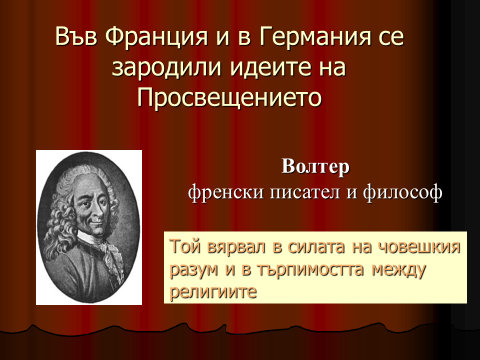 Във Франция и в Германия се
зародили идеите на
Просвещението
Волтер
френски писател и философ
Той вярвал в силата на човешкия
разум и в търпимостта между
религиите